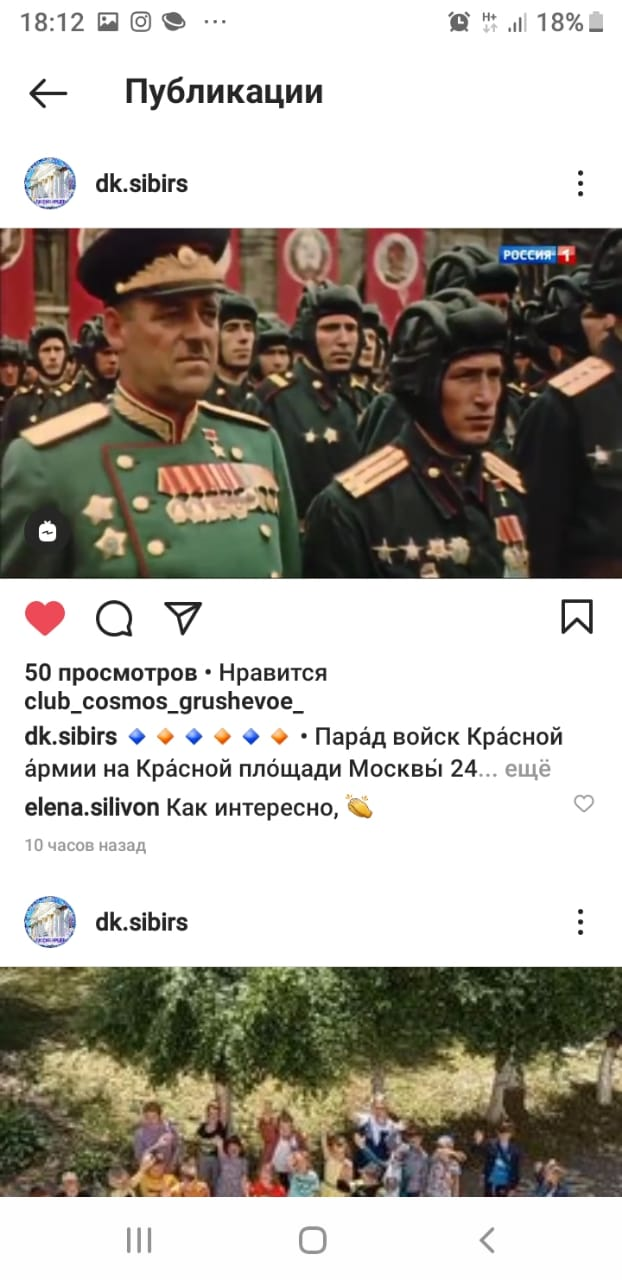 18:12 ... 18%
Публикации
dk.sibirs
РОССИЯ 1
50 просмотров • Нравится
club_cosmos_grushevoe_
dk.sibirs 🔹🔸🔹🔸🔹🔸 • Пара́д войск Кра́сной
а́рмии на Кра́сной пло́щади Москвы́ 24... ещё
elena.silivon Как интересно, 👏
10 часов назад
dk.sibirs